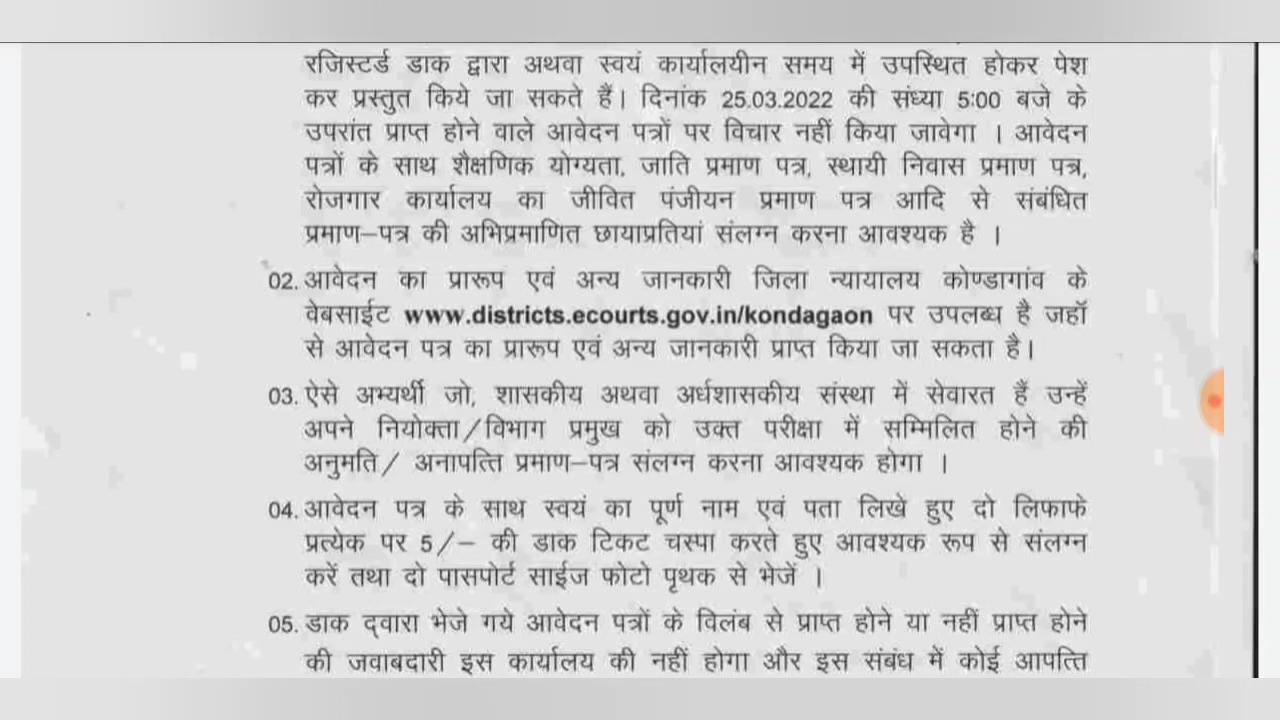 रजिस्टर्ड डाक द्वारा अथवा स्वयं कार्यालयीन समय में उपस्थित होकर पेश
कर प्रस्तुत किये जा सकते हैं। दिनांक 25.03.2022 की संध्या 5:00 बजे के
उपरांत प्राप्त होने वाले आवेदन पत्रों पर विचार नहीं किया जावेगा । आवेदन
पत्रों के साथ शैक्षणिक योग्यता, जाति प्रमाण पत्र, स्थायी निवास प्रमाण पत्र,
रोजगार कार्यालय का जीवित पंजीयन प्रमाण पत्र आदि से संबंधित
प्रमाण–पत्र की अभिप्रमाणित छायाप्रतियां संलग्न करना आवश्यक है ।
02. आवेदन का प्रारूप एवं अन्य जानकारी जिला न्यायालय कोण्डागांव के
वेबसाईट www.districts.ecourts.gov.in/kondagaon पर उपलब्ध है जहॉ
से आवेदन पत्र का प्रारूप एवं अन्य जानकारी प्राप्त किया जा सकता है।
03. ऐसे अभ्यर्थी जो, शासकीय अथवा अर्धशासकीय संस्था में सेवारत हैं उन्हें
अपने नियोक्ता/विभाग प्रमुख को उक्त परीक्षा में सम्मिलित होने की
अनुमति/ अनापत्ति प्रमाण–पत्र संलग्न करना आवश्यक होगा ।
04. आवेदन पत्र के साथ स्वयं का पूर्ण नाम एवं पता लिखे हुए दो लिफाफे
प्रत्येक पर 5/– की डाक टिकट चस्पा करते हुए आवश्यक रूप से संलग्न
करें तथा दो पासपोर्ट साईज फोटो पृथक से भेजें ।
05. डाक द्वारा भेजे गये आवेदन पत्रों के विलंब से प्राप्त होने या नहीं प्राप्त होने
की जवाबदारी इस कार्यालय की नहीं होगा और इस संबंध में कोई आपत्ति